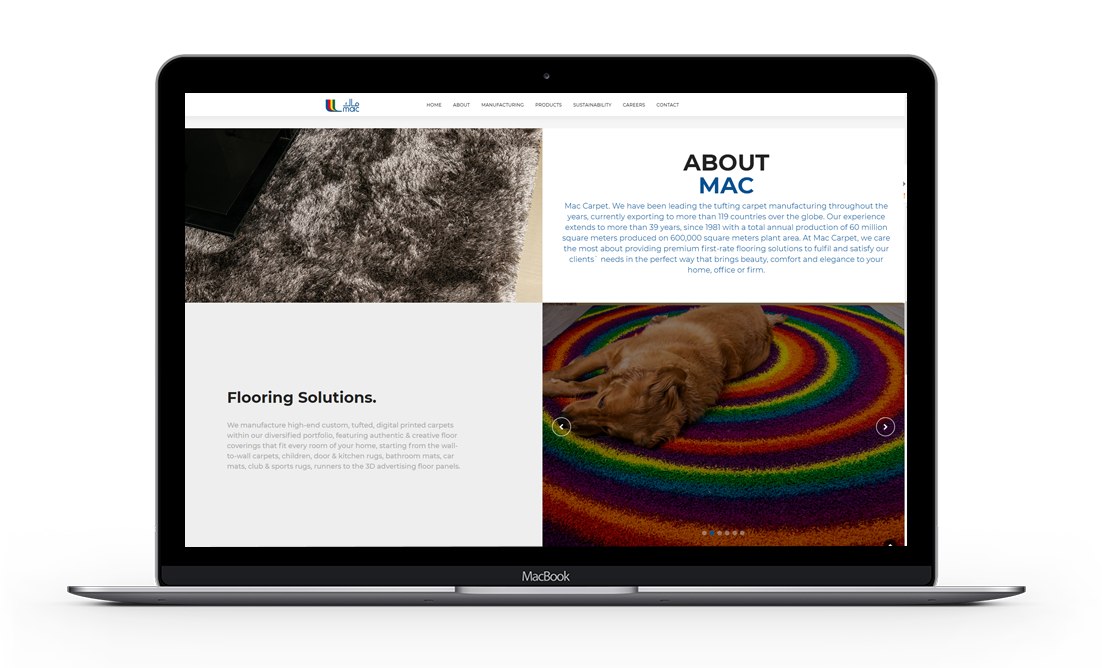 ماك
mac
HOME ABOUT MANUFACTURING PRODUCTS SUSTAINABILITY CAREERS CONTACT
ABOUT
MAC
Mac Carpet. We have been leading the tufting carpet manufacturing throughout the
years, currently exporting to more than 119 countries over the globe. Our experience
extends to more than 39 years, since 1981 with a total annual production of 60 million
square meters produced on 600,000 square meters plant area. At Mac Carpet, we care
the most about providing premium first-rate flooring solutions to fulfil and satisfy our
clients` needs in the perfect way that brings beauty, comfort and elegance to your
home, office or firm.
Flooring Solutions.
We manufacture high-end custom, tufted, digital printed carpets
within our diversified portfolio, featuring authentic & creative floor
coverings that fit every room of your home, starting from the wall-
to-wall carpets, children, door & kitchen rugs, bathroom mats, car
mats, club & sports rugs, runners to the 3D advertising floor panels.
MacBook